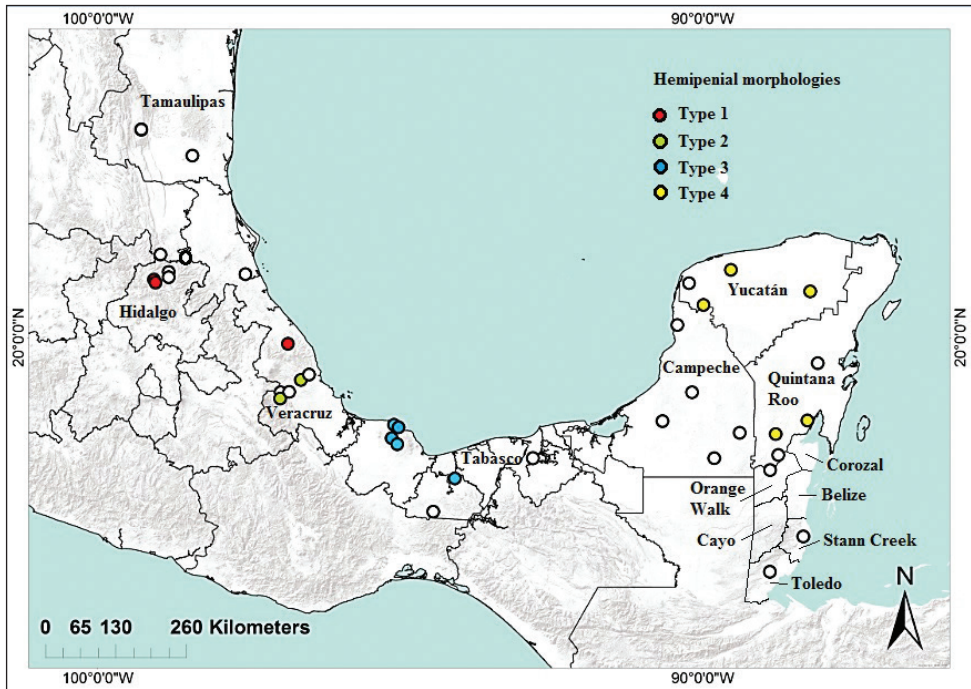 100°0'0"W
90°0'0"W
Hemipenial morphologies
Tamaulipas
Type 1
Type 2
Type 3
Type 4
Yucatán
Hidalgo
20°0'0"N
20°0'0"N
Campeche
Quintana
Roo
Veracruz
Tabasco
Corozal
Orange
Walk
Belize
Cayo
Stann Creek
Toledo
N
0 65 130 260 Kilometers
100°0'0"W
90°0'0"W